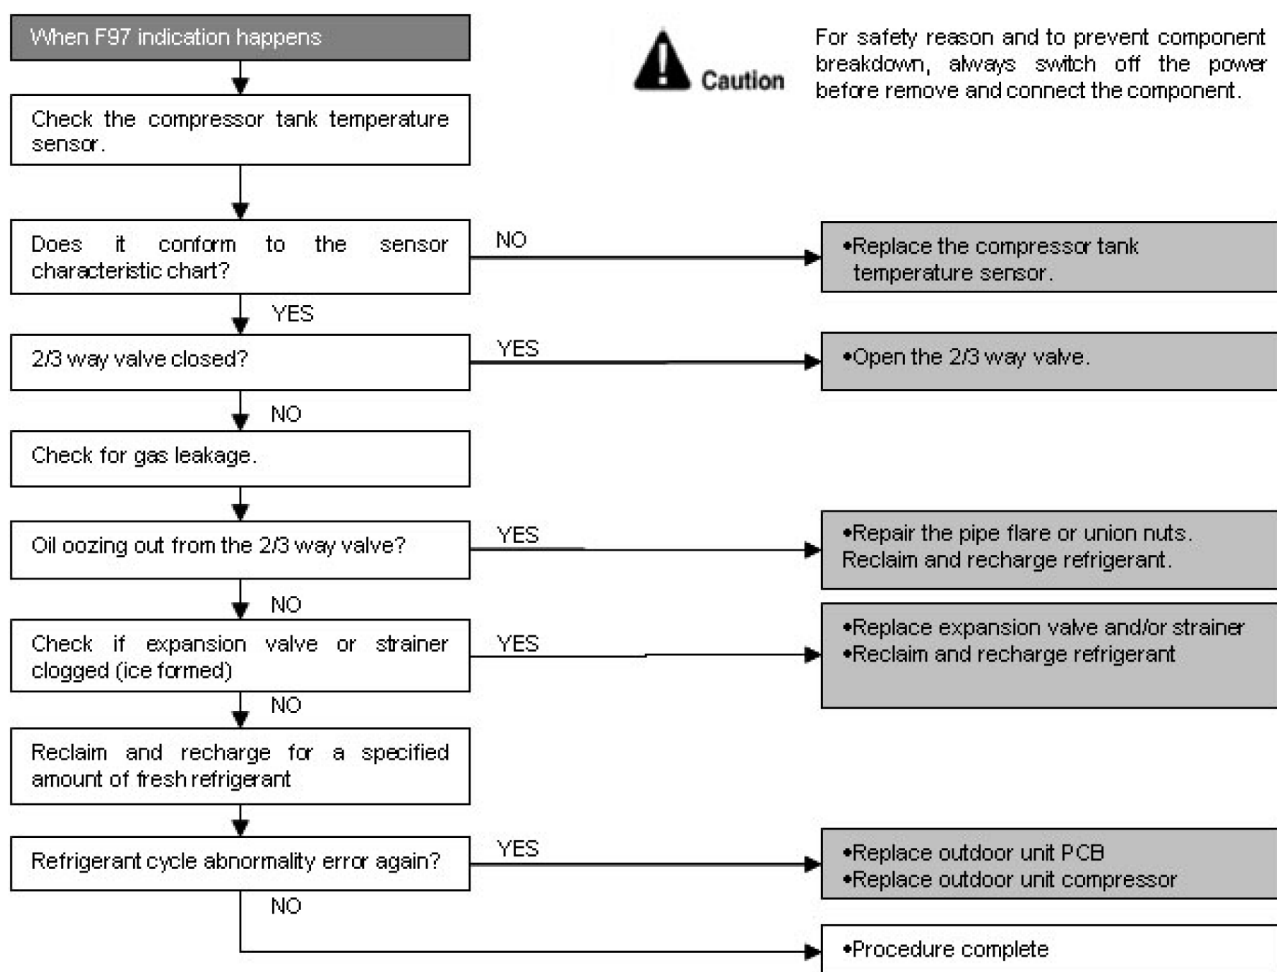 When F97 indication happens
Caution
For safety reason and to prevent component
breakdown, always switch off the power
before remove and connect the component.
Check the compressor tank temperature
sensor.
Does it conform to the sensor
characteristic chart?
NO
•Replace the compressor tank
temperature sensor.
YES
2/3 way valve closed?
YES
•Open the 2/3 way valve.
NO
Check for gas leakage.
Oil oozing out from the 2/3 way valve?
YES
•Repair the pipe flare or union nuts.
Reclaim and recharge refrigerant.
NO
Check if expansion valve or strainer
clogged (ice formed)
YES
•Replace expansion valve and/or strainer
•Reclaim and recharge refrigerant
NO
Reclaim and recharge for a specified
amount of fresh refrigerant
Refrigerant cycle abnormality error again?
YES
•Replace outdoor unit PCB
•Replace outdoor unit compressor
NO
•Procedure complete